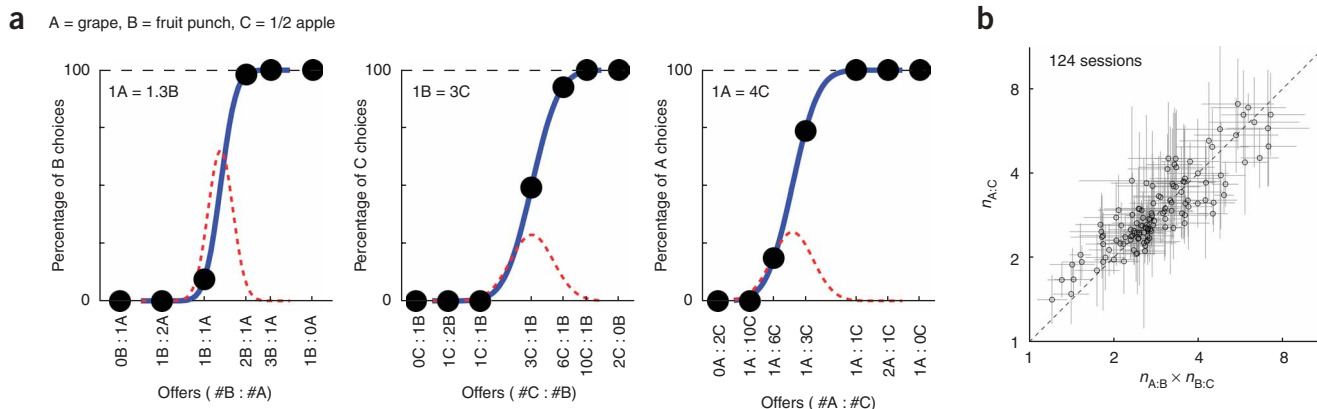 a
A = grape, B = fruit punch, C = 1/2 apple
100
0
1A = 1.3B
Percentage of B choices
0B : 1A
1B : 2A
1B : 1A
2B : 1A
3B : 1A
1B : 0A
Offers ( #B : #A)
100
0
1B = 3C
Percentage of C choices
0C : 1B
1C : 2B
1C : 1B
3C : 1B
6C : 1B
10C : 1B
2C : 0B
Offers ( #C : #B)
100
0
1A = 4C
Percentage of A choices
0A : 2C
1A : 10C
1A : 6C
1A : 3C
1A : 1C
2A : 1C
1A : 0C
Offers ( #A : #C)
b
124 sessions
8
4
2
1
nA:C
1
2
4
8
nA:B × nB:C